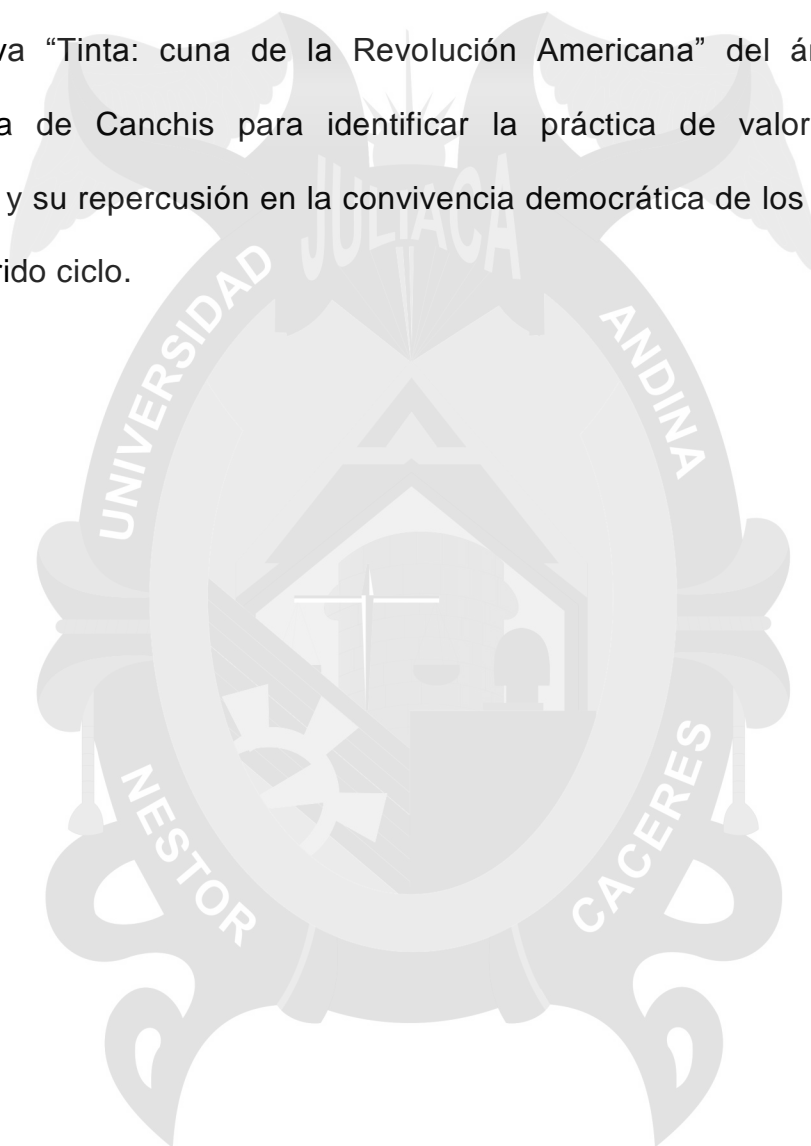 va “Tinta: cuna de la Revolución Americana” del ár
a de Canchis para identificar la práctica de valor
y su repercusión en la convivencia democrática de los
rido ciclo.
JULIACA
UNIVERSIDAD
ANDINA
NESTOR
CACERES